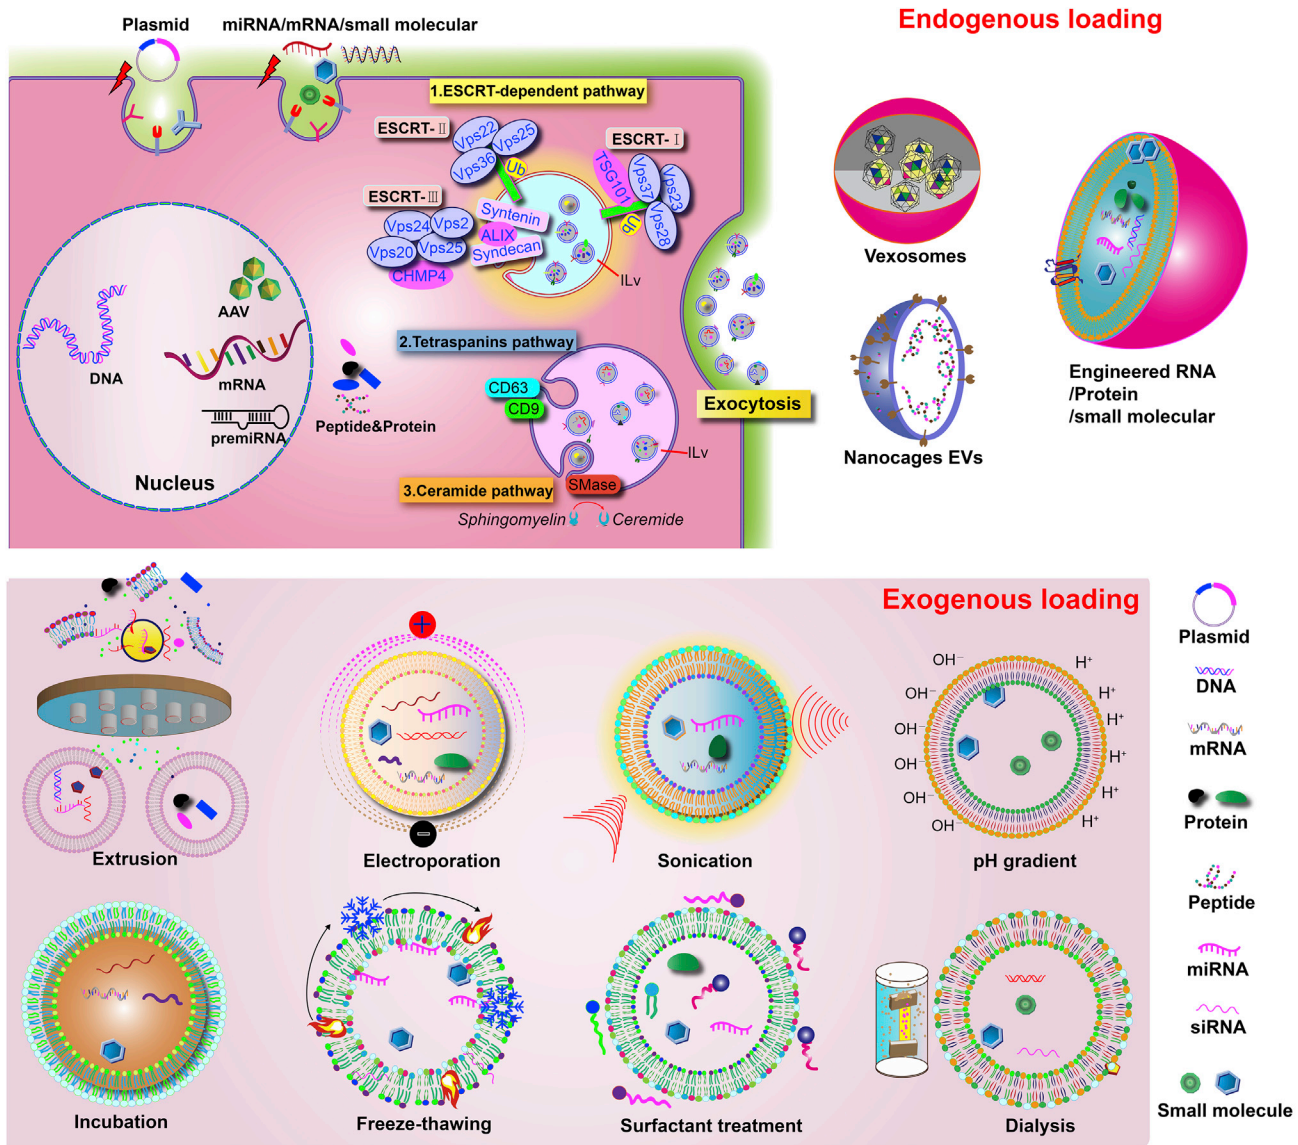 Endogenous loading
Plasmid
miRNA/mRNA/small molecular
1.ESCRT-dependent pathway
ESCRT-Ⅱ
Vps22
Vps25
Vps36
Ub
ESCRT-Ⅰ
TSG101
Vps37
Vps23
Vps28
Ub
ESCRT-Ⅲ
Vps24
Vps2
Vps20
Vps25
CHMP4
Syntenin
ALIX
Syndecan
ILv
Vexosomes
AAV
DNA
mRNA
premiRNA
Nucleus
Peptide&Protein
2.Tetraspanins pathway
CD63
CD9
ILv
3.Ceramide pathway
SMase
Sphingomyelin
Ceremide
Exocytosis
Nanocages EVs
Engineered RNA
/Protein
/small molecular
Exogenous loading
Extrusion
+
Electroporation
Sonication
OH⁻
OH⁻
OH⁻
OH⁻
OH⁻
OH⁻
H⁺
H⁺
H⁺
H⁺
H⁺
H⁺
pH gradient
Incubation
Freeze-thawing
Surfactant treatment
Dialysis
Plasmid
DNA
mRNA
Protein
Peptide
miRNA
siRNA
Small molecule